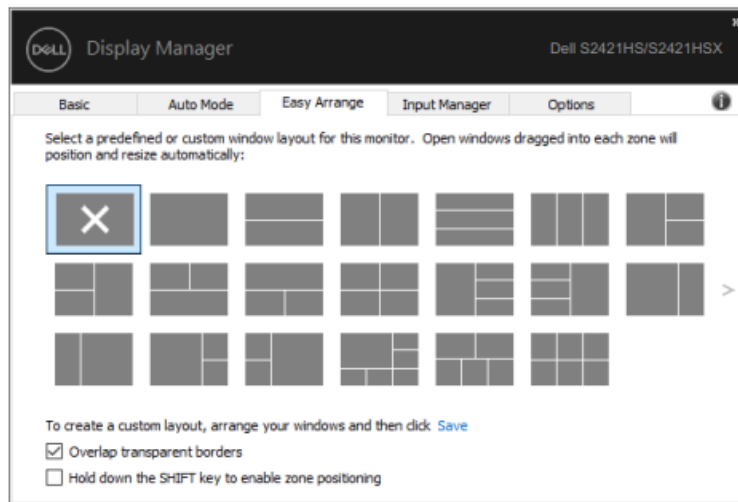 DELL
Display Manager
Dell S2421HS/S2421HSX
Basic
Auto Mode
Easy Arrange
Input Manager
Options
Select a predefined or custom window layout for this monitor. Open windows dragged into each zone will
position and resize automatically:
To create a custom layout, arrange your windows and then click Save
Overlap transparent borders
Hold down the SHIFT key to enable zone positioning